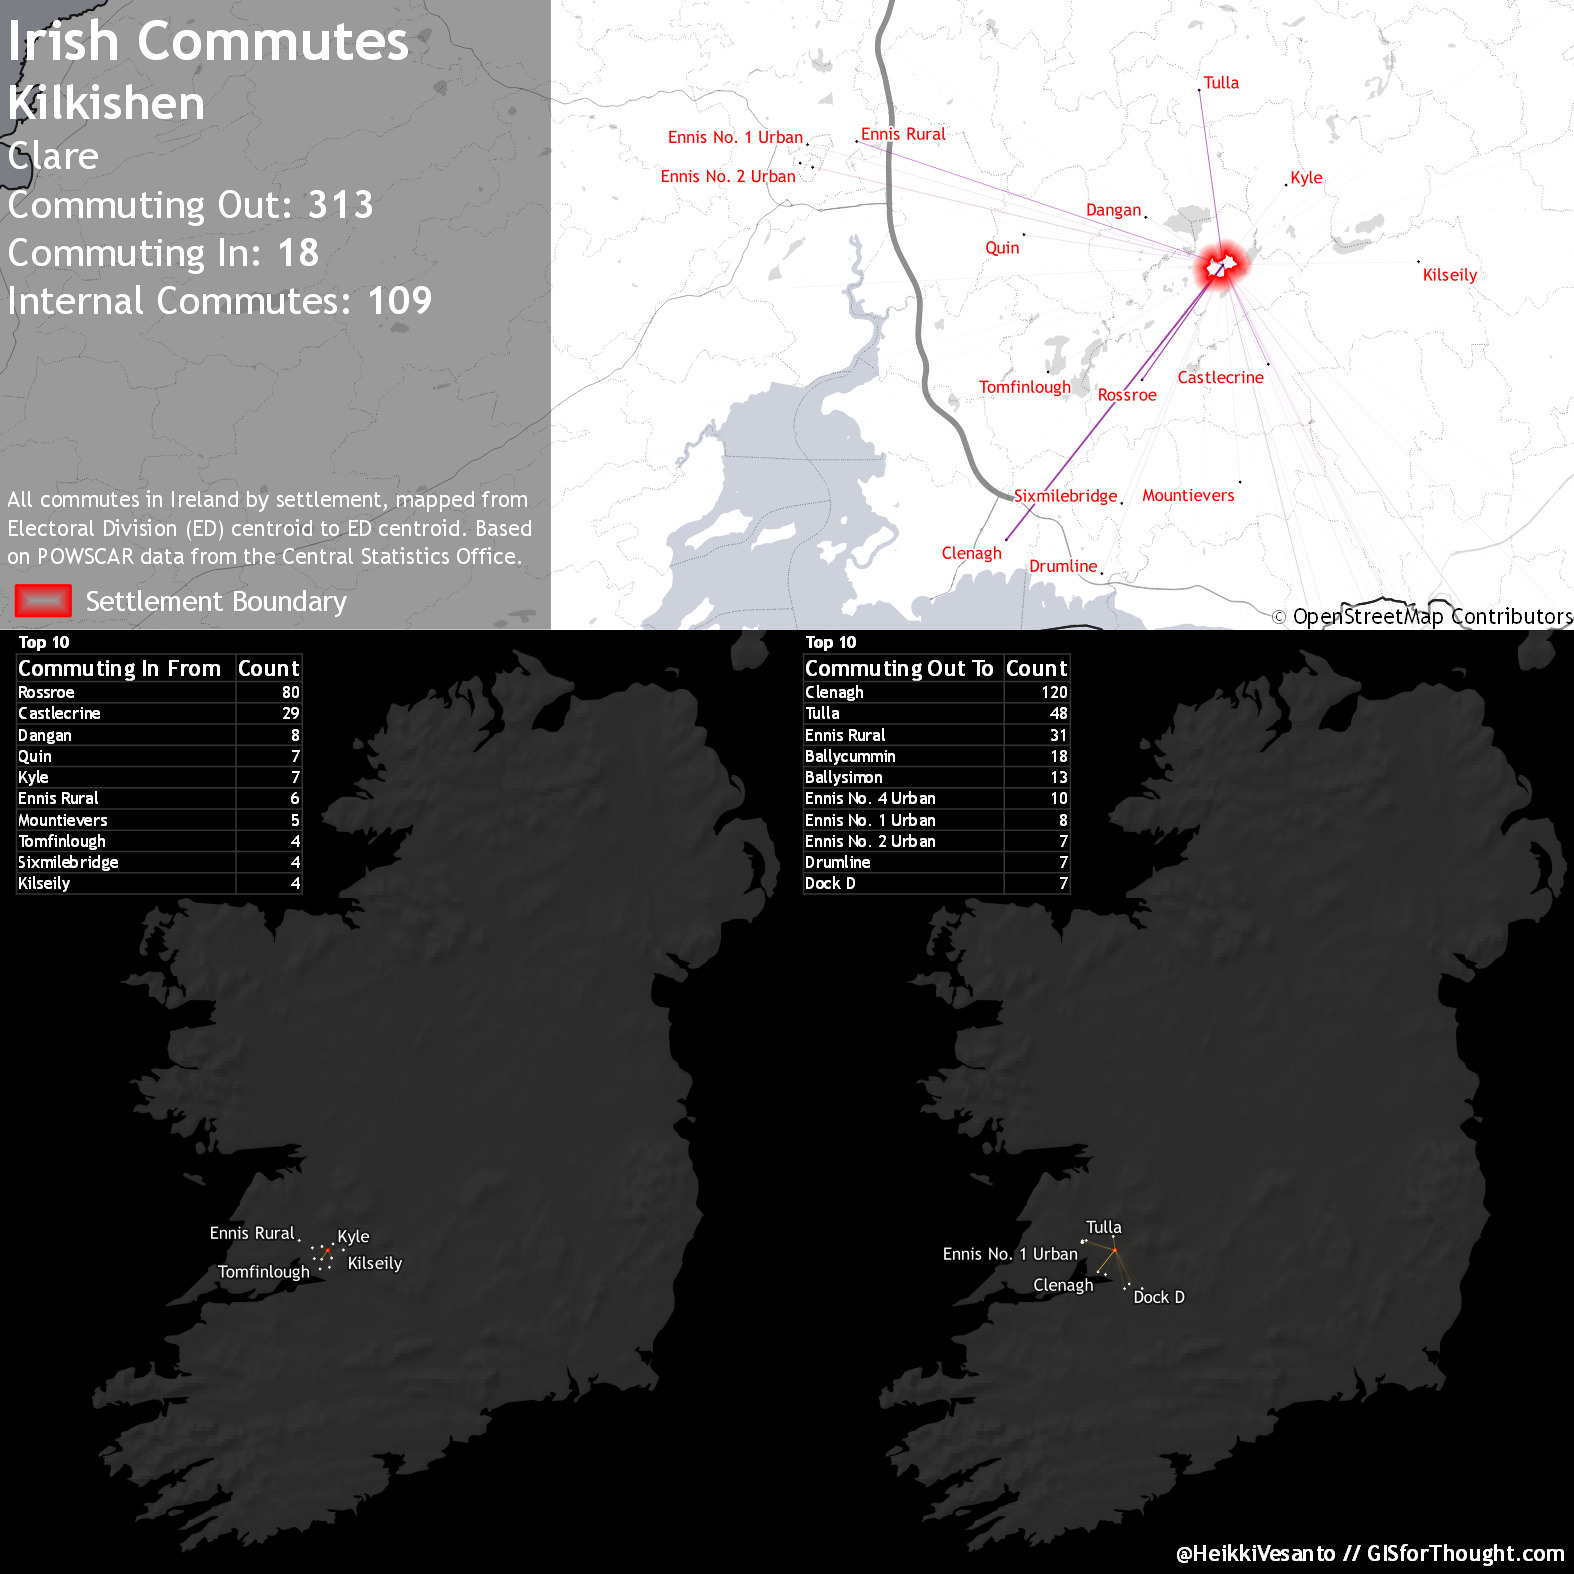 Irish Commutes
Kilkishen
Clare
Commuting Out: 313
Commuting In: 18
Internal Commutes: 109
All commutes in Ireland by settlement, mapped from
Electoral Division (ED) centroid to ED centroid. Based
on POWSCAR data from the Central Statistics Office.
Settlement Boundary
Tulla
Ennis No. 1 Urban
Ennis Rural
Ennis No. 2 Urban
Kyle
Dangan
Quin
Kilseily
Tomfinlough
Rossroe
Castlecrine
Sixmilebridge
Mountievers
Clenagh
Drumline
© OpenStreetMap Contributors
Top 10
Commuting In From Count
Rossroe 80
Castlecrine 29
Dangan 8
Quin 7
Kyle 7
Ennis Rural 6
Mountievers 5
Tomfinlough 4
Sixmilebridge 4
Kilseily 4
Top 10
Commuting Out To Count
Clenagh 120
Tulla 48
Ennis Rural 31
Ballycummin 18
Ballysimon 13
Ennis No. 4 Urban 10
Ennis No. 1 Urban 8
Ennis No. 2 Urban 7
Drumline 7
Dock D 7
Ennis Rural
Kyle
Kilseily
Tomfinlough
Tulla
Ennis No. 1 Urban
Clenagh
Dock D
@HeikkiVesanto // GISforThought.com